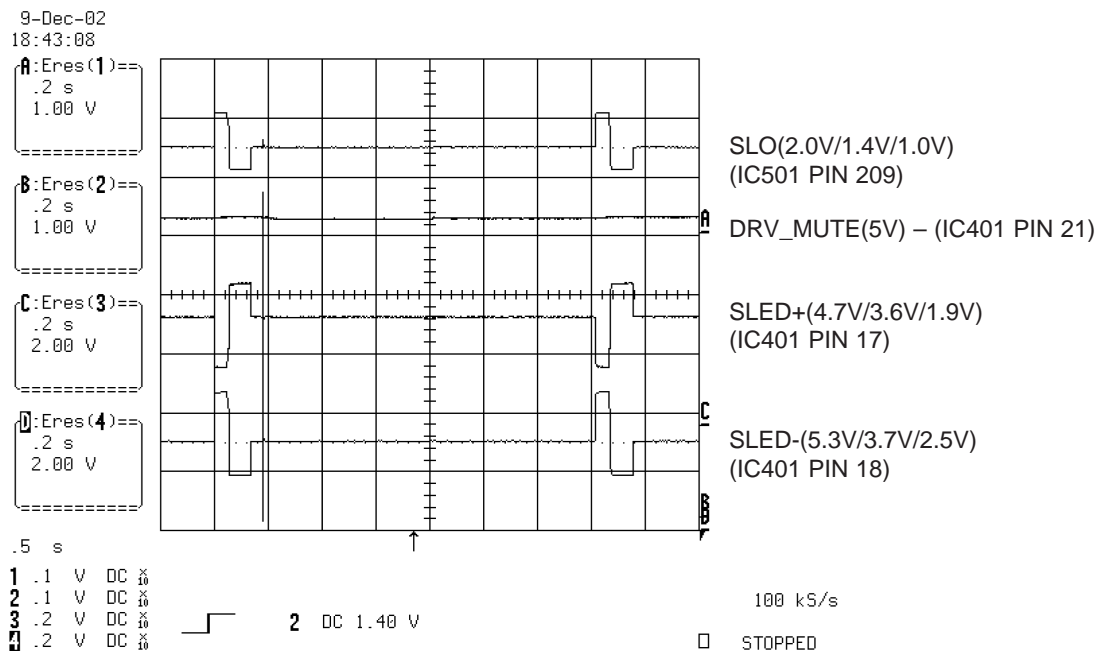 9-Dec-02
18:43:08
A:Eres(1)==
.2 s
1.00 V
B:Eres(2)==
.2 s
1.00 V
C:Eres(3)==
.2 s
2.00 V
D:Eres(4)==
.2 s
2.00 V
SLO(2.0V/1.4V/1.0V)
(IC501 PIN 209)
A
DRV_MUTE(5V) – (IC401 PIN 21)
SLED+(4.7V/3.6V/1.9V)
(IC401 PIN 17)
C
SLED-(5.3V/3.7V/2.5V)
(IC401 PIN 18)
.5 s
1 .1 V DC X10
2 .1 V DC X10
3 .2 V DC X10
4 .2 V DC X10
2 DC 1.40 V
100 kS/s
STOPPED